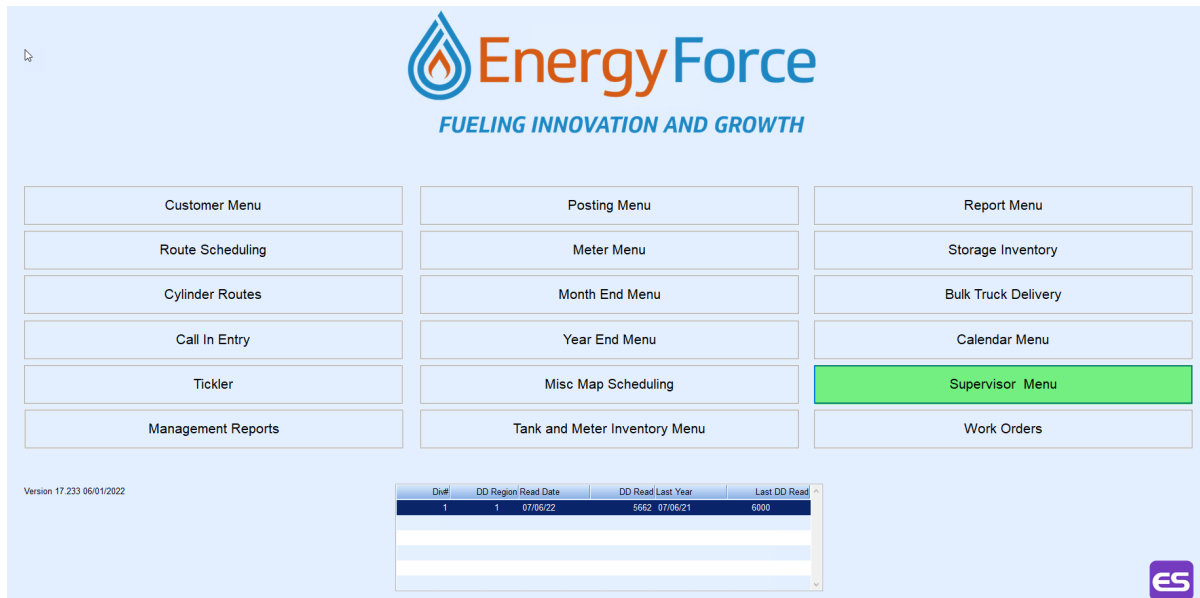 EnergyForce
FUELING INNOVATION AND GROWTH
Customer Menu Posting Menu Report Menu
Route Scheduling Meter Menu Storage Inventory
Cylinder Routes Month End Menu Bulk Truck Delivery
Call In Entry Year End Menu Calendar Menu
Tickler Misc Map Scheduling Supervisor Menu
Management Reports Tank and Meter Inventory Menu Work Orders
Version 17.233 06/01/2022
Div# DD Region Read Date DD Read Last Year Last DD Read
1 1 07/06/22 5662 07/06/21 6000
ES